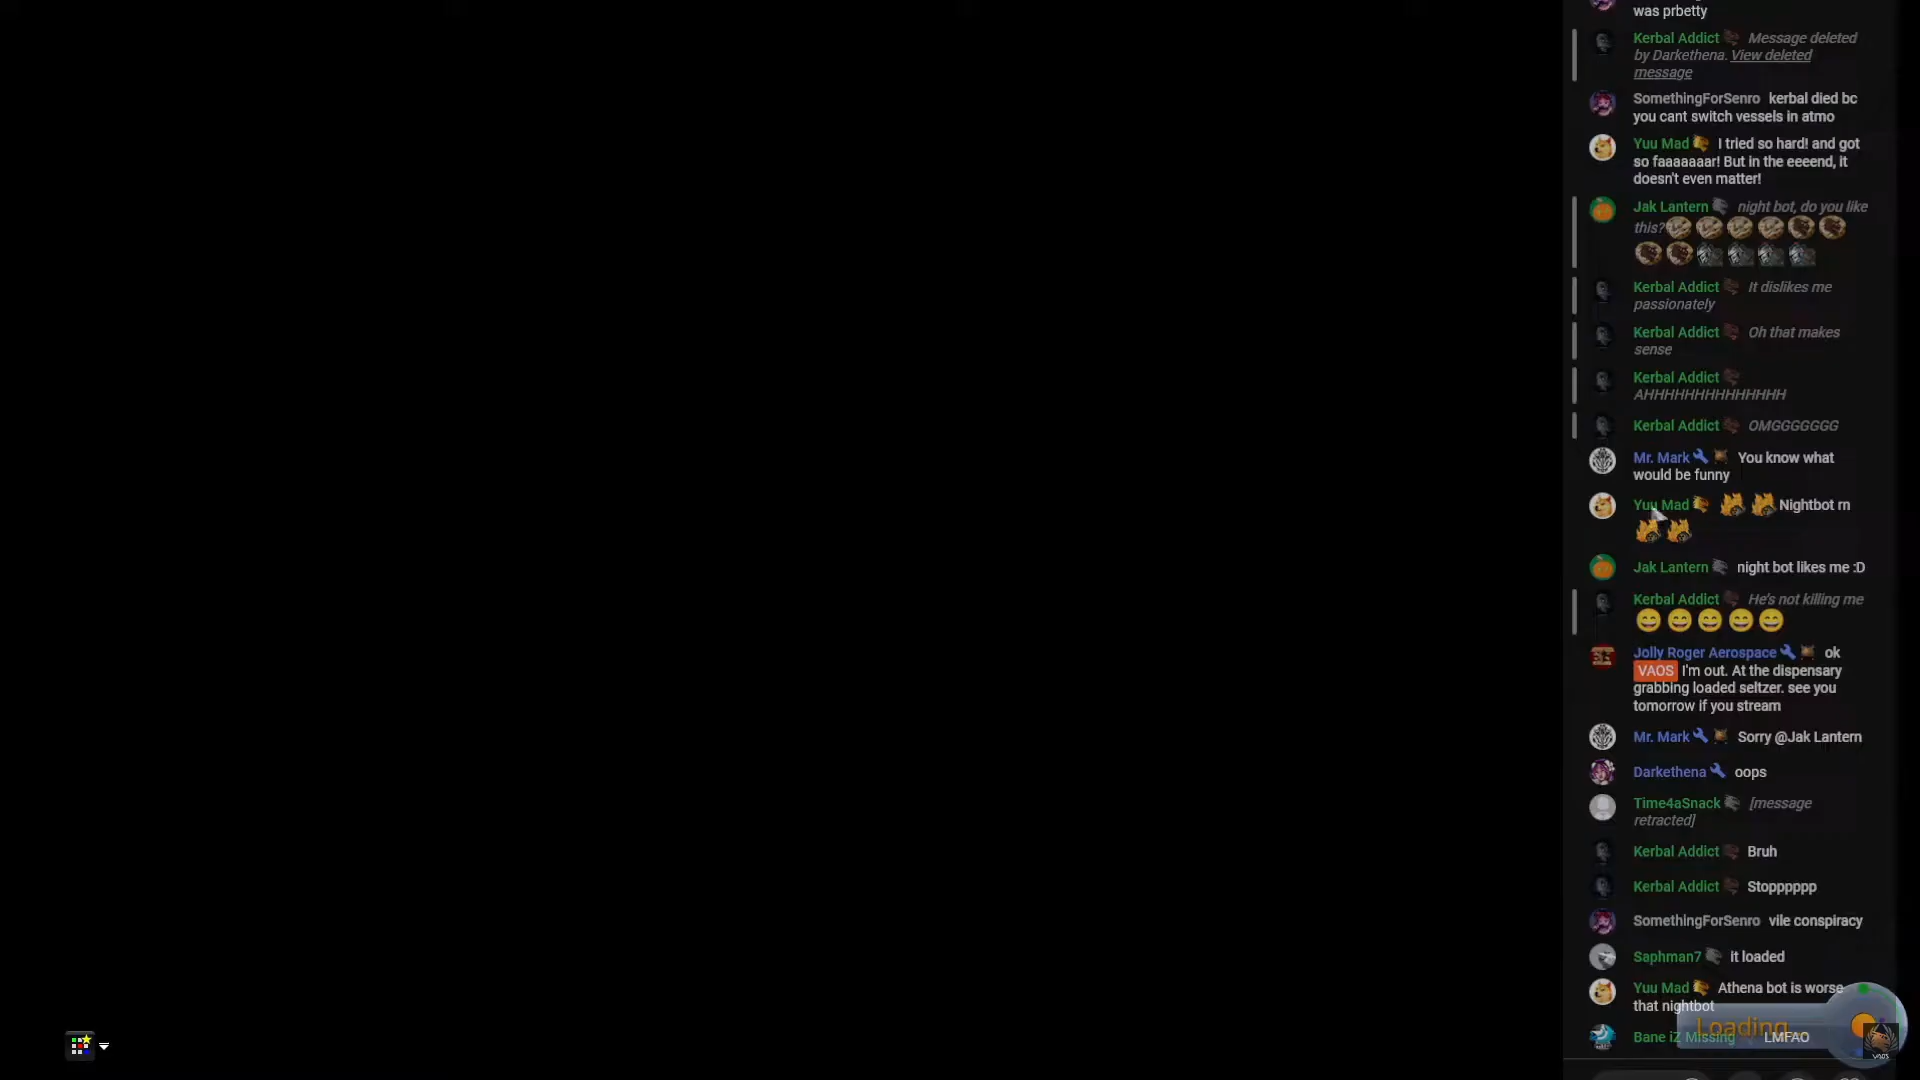 was prbetty
Kerbal Addict Message deleted
by Darkethena. View deleted
message
SomethingForSenro kerbal died bc
you cant switch vessels in atmo
Yuu Mad I tried so hard! and got
so faaaaaaar! But in the eeeend, it
doesn't even matter!
Jak Lantern night bot, do you like
this?
Kerbal Addict It dislikes me
passionately
Kerbal Addict Oh that makes
sense
Kerbal Addict
AHHHHHHHHHHHHHH
Kerbal Addict OMGGGGGGG
Mr. Mark You know what
would be funny
Yuu Mad Nightbot rn
Jak Lantern night bot likes me :D
Kerbal Addict He's not killing me
Jolly Roger Aerospace ok
VAOS I'm out. At the dispensary
grabbing loaded seltzer. see you
tomorrow if you stream
Mr. Mark Sorry @Jak Lantern
Darkethena oops
Time4aSnack [message
retracted]
Kerbal Addict Bruh
Kerbal Addict Stopppppp
SomethingForSenro vile conspiracy
Saphman7 it loaded
Yuu Mad Athena bot is worse
that nightbot
Loading...
Bane iZ Missing LMFAO
VAOS